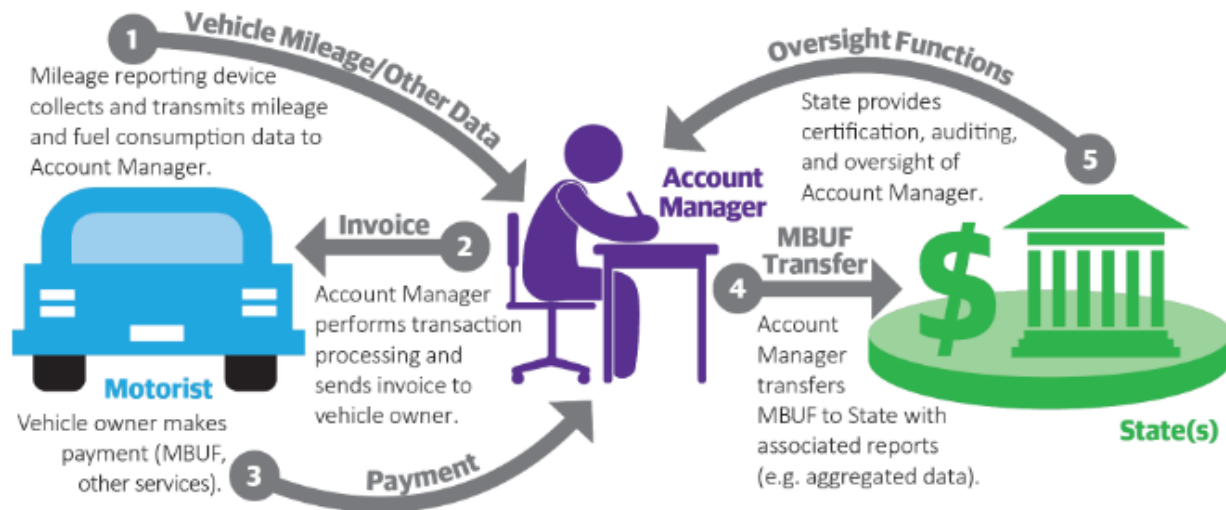 1
Vehicle Mileage/Other Data
Mileage reporting device
collects and transmits mileage
and fuel consumption data to
Account Manager.
Invoice
2
Account Manager
performs transaction
processing and
sends invoice to
vehicle owner.
Motorist
Vehicle owner makes
payment (MBUF,
other services).
3
Payment
Account
Manager
MBUF
Transfer
4
Account
Manager
transfers
MBUF to State with
associated reports
(e.g. aggregated data).
Oversight Functions
State provides
certification, auditing,
and oversight of
Account Manager.
5
$
State(s)